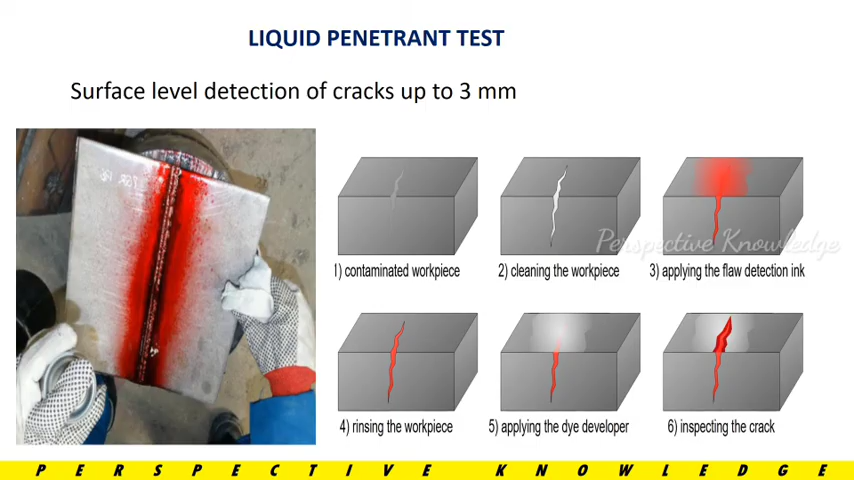 LIQUID PENETRANT TEST
Surface level detection of cracks up to 3 mm
Perspective Knowledge
1) contaminated workpiece
2) cleaning the workpiece
3) applying the flaw detection ink
4) rinsing the workpiece
5) applying the dye developer
6) inspecting the crack
PERSPECTIVE KNOWLEDGE